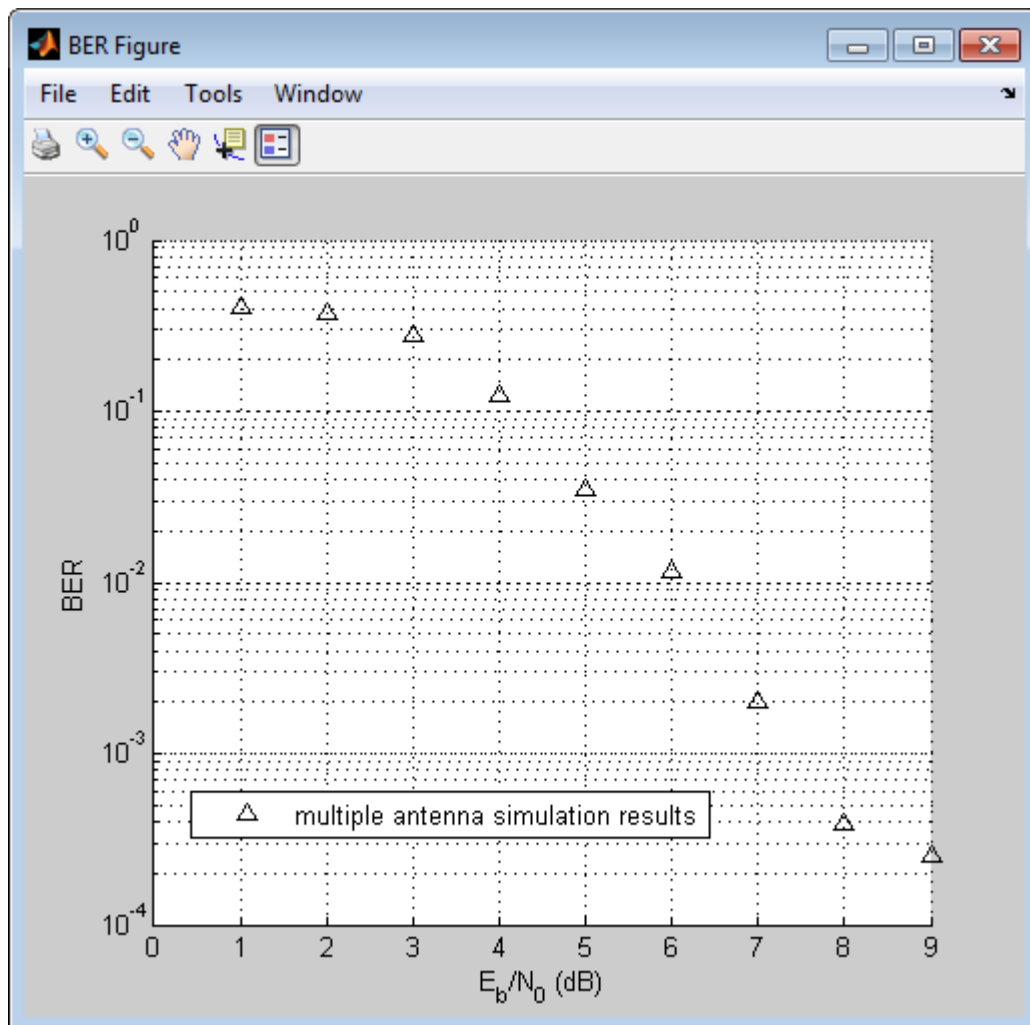 BER Figure
File Edit Tools Window
10^0
10^-1
10^-2
10^-3
10^-4
BER
multiple antenna simulation results
0 1 2 3 4 5 6 7 8 9
E_b/N_0 (dB)